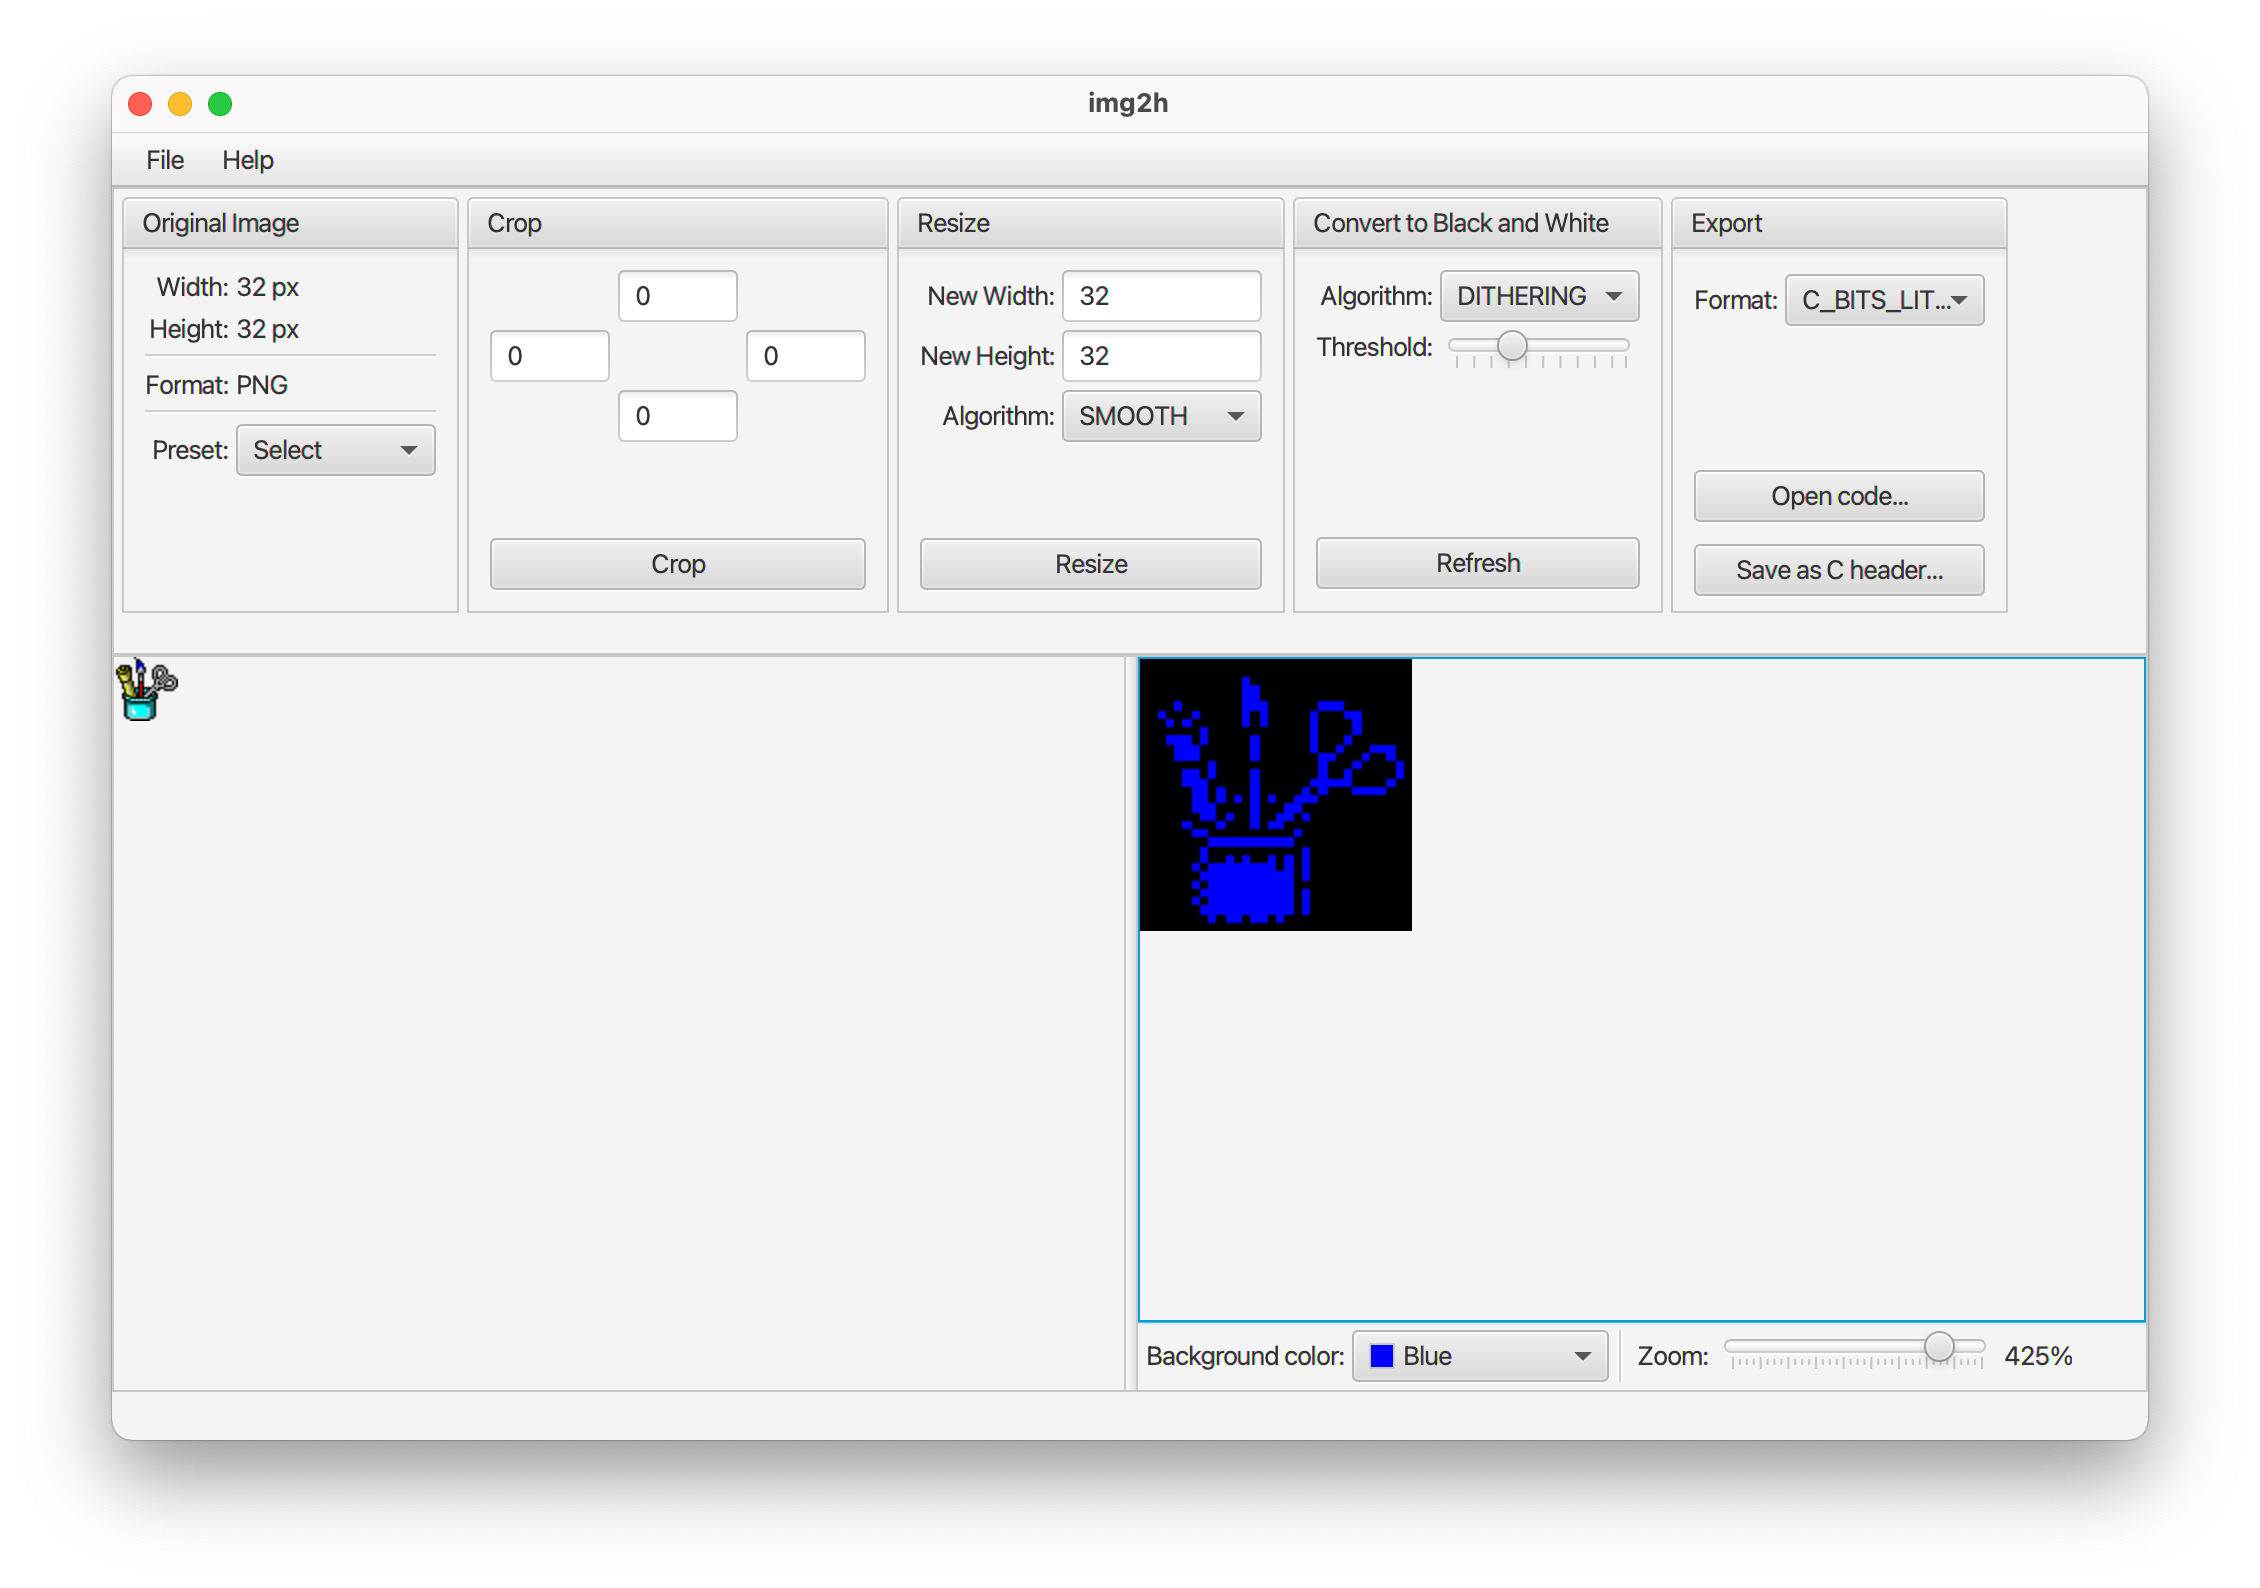 img2h
File Help
Original Image
Width: 32 px
Height: 32 px
Format: PNG
Preset: Select
Crop
0
0 0
0
Crop
Resize
New Width: 32
New Height: 32
Algorithm: SMOOTH
Resize
Convert to Black and White
Algorithm: DITHERING
Threshold:
Refresh
Export
Format: C_BITS_LIT...
Open code...
Save as C header...
Background color: Blue Zoom: 425%